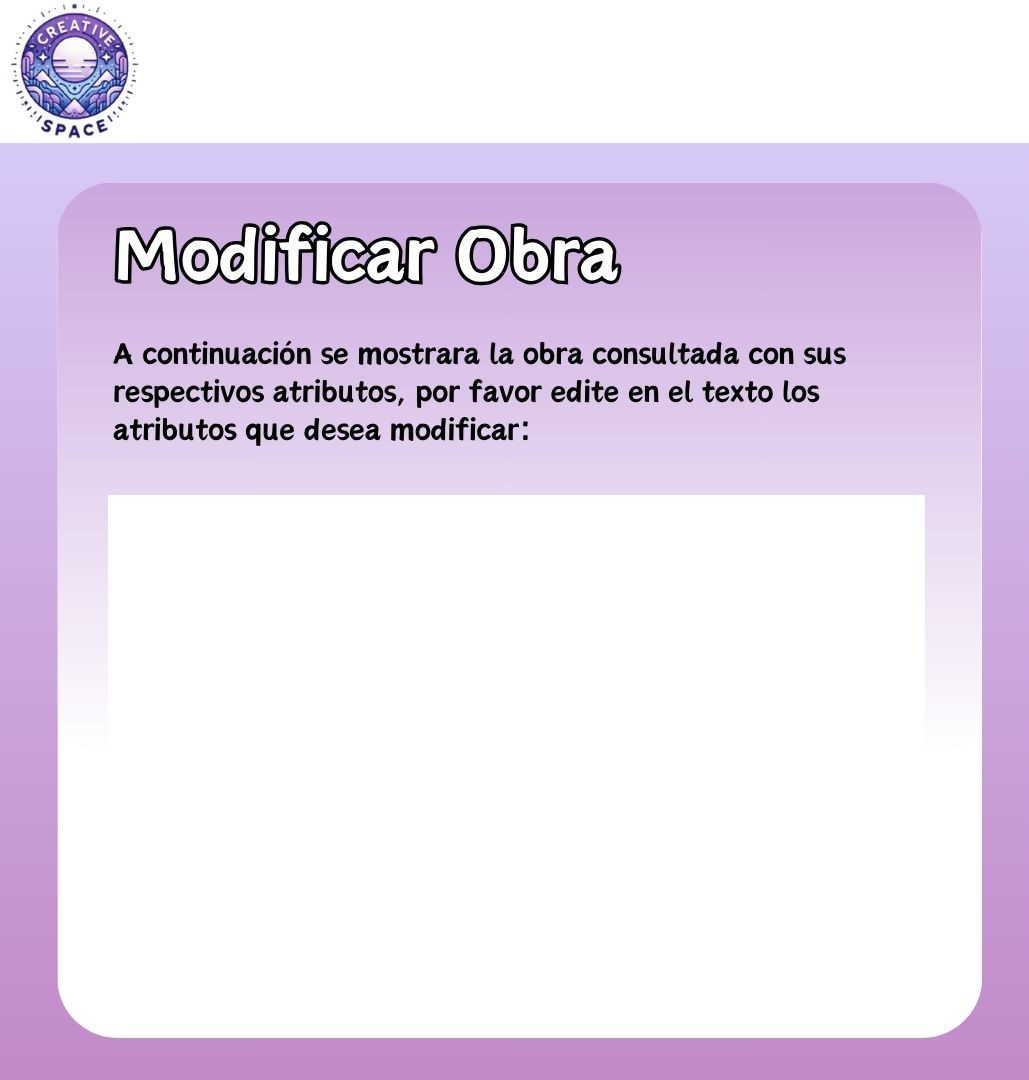 CREATIVE
SPACE
Modificar Obra
A continuación se mostrara la obra consultada con sus
respectivos atributos, por favor edite en el texto los
atributos que desea modificar: